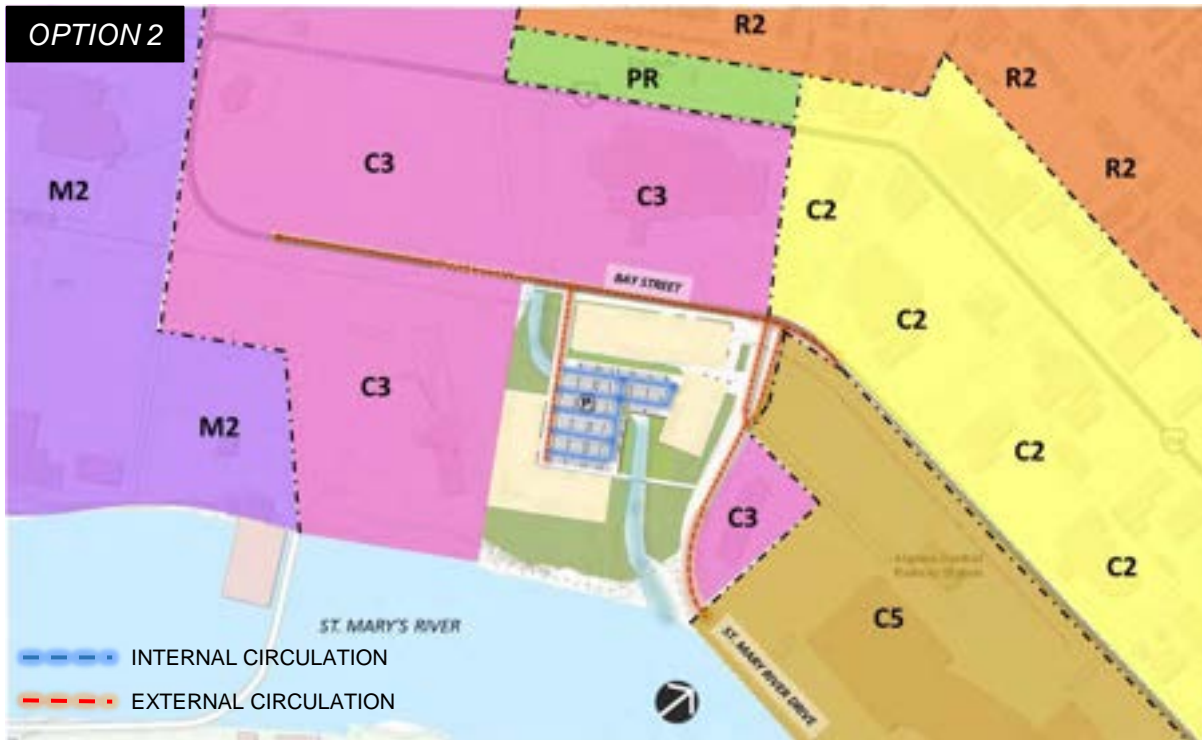 OPTION 2
R2
PR
R2
R2
M2
C3
C3
C2
BAY STREET
C2
C3
P
M2
C2
C3
C2
C5
ST. MARY'S RIVER
ST. MARY RIVER DRIVE
INTERNAL CIRCULATION
EXTERNAL CIRCULATION